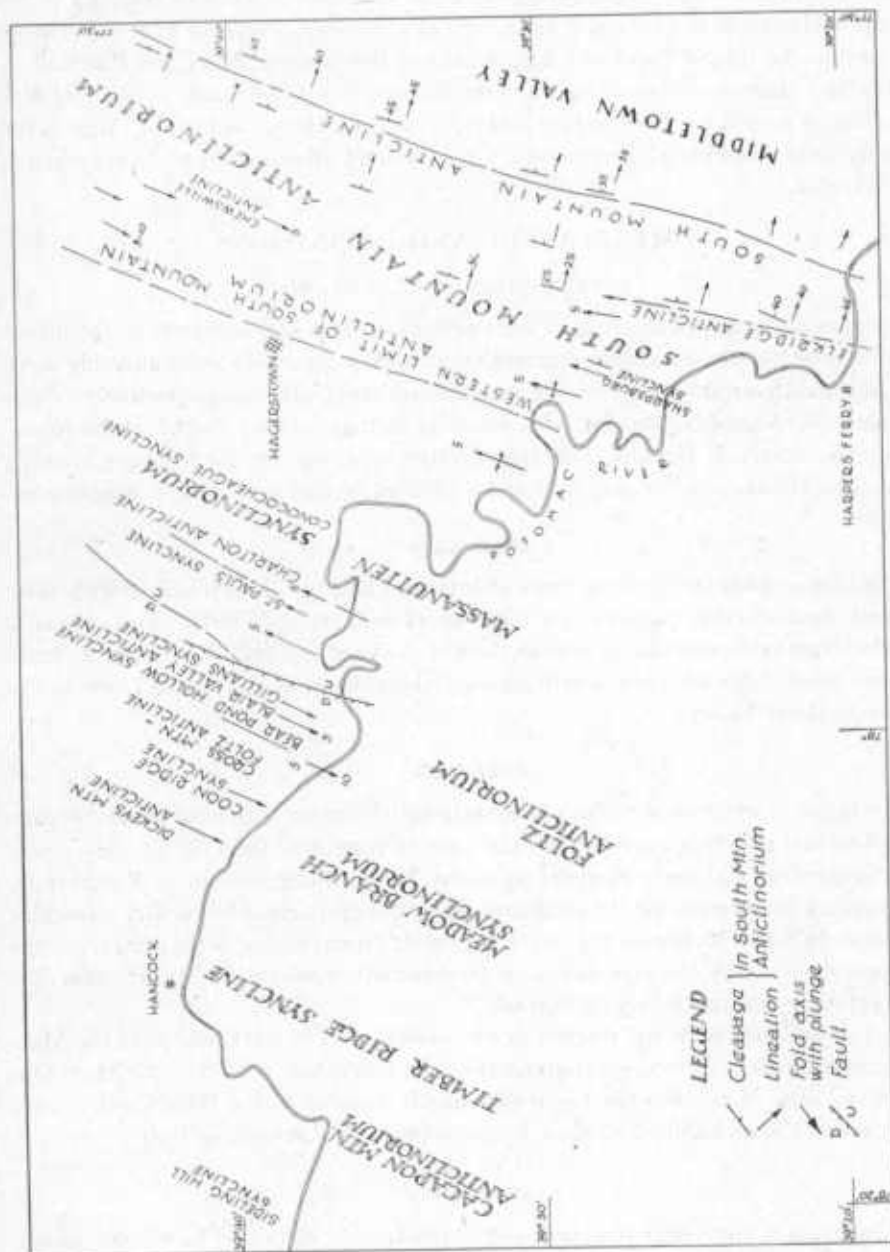 SIDELING HILL
SYNCLINE
CACAPON MTN
ANTICLINORIUM
HANCOCK
TIMBER RIDGE SYNCLINE
MEADOW BRANCH
SYNCLINORIUM
FOLTZ
ANTICLINORIUM
DICKEYS MTN
ANTICLINE
COON RIDGE
SYNCLINE
CROSS MTN -
FOLTZ ANTICLINE
BEAR POND HOLLOW
SYNCLINE
BLAIR VALLEY ANTICLINE
GILLIANS SYNCLINE
ST PAULS SYNCLINE
CHARLTON ANTICLINE
MASSANUTTEN
SYNCLINORIUM
CONOCOCHEAGUE SYNCLINE
HAGERSTOWN
WESTERN LIMIT OF SOUTH MOUNTAIN
ANTICLINORIUM
POTOMAC
RIVER
SHARPSBURG
SYNCLINE
HARPERS FERRY
ELKRIDGE ANTICLINE
SOUTH MOUNTAIN ANTICLINORIUM
ANTICLINE
SOUTH MOUNTAIN ANTICLINE
MIDDLETOWN VALLEY
LEGEND
Cleavage
Lineation
In South Mtn.
Anticlinorium
Fold axis
with plunge
D
U
Fault
39°30'
78°